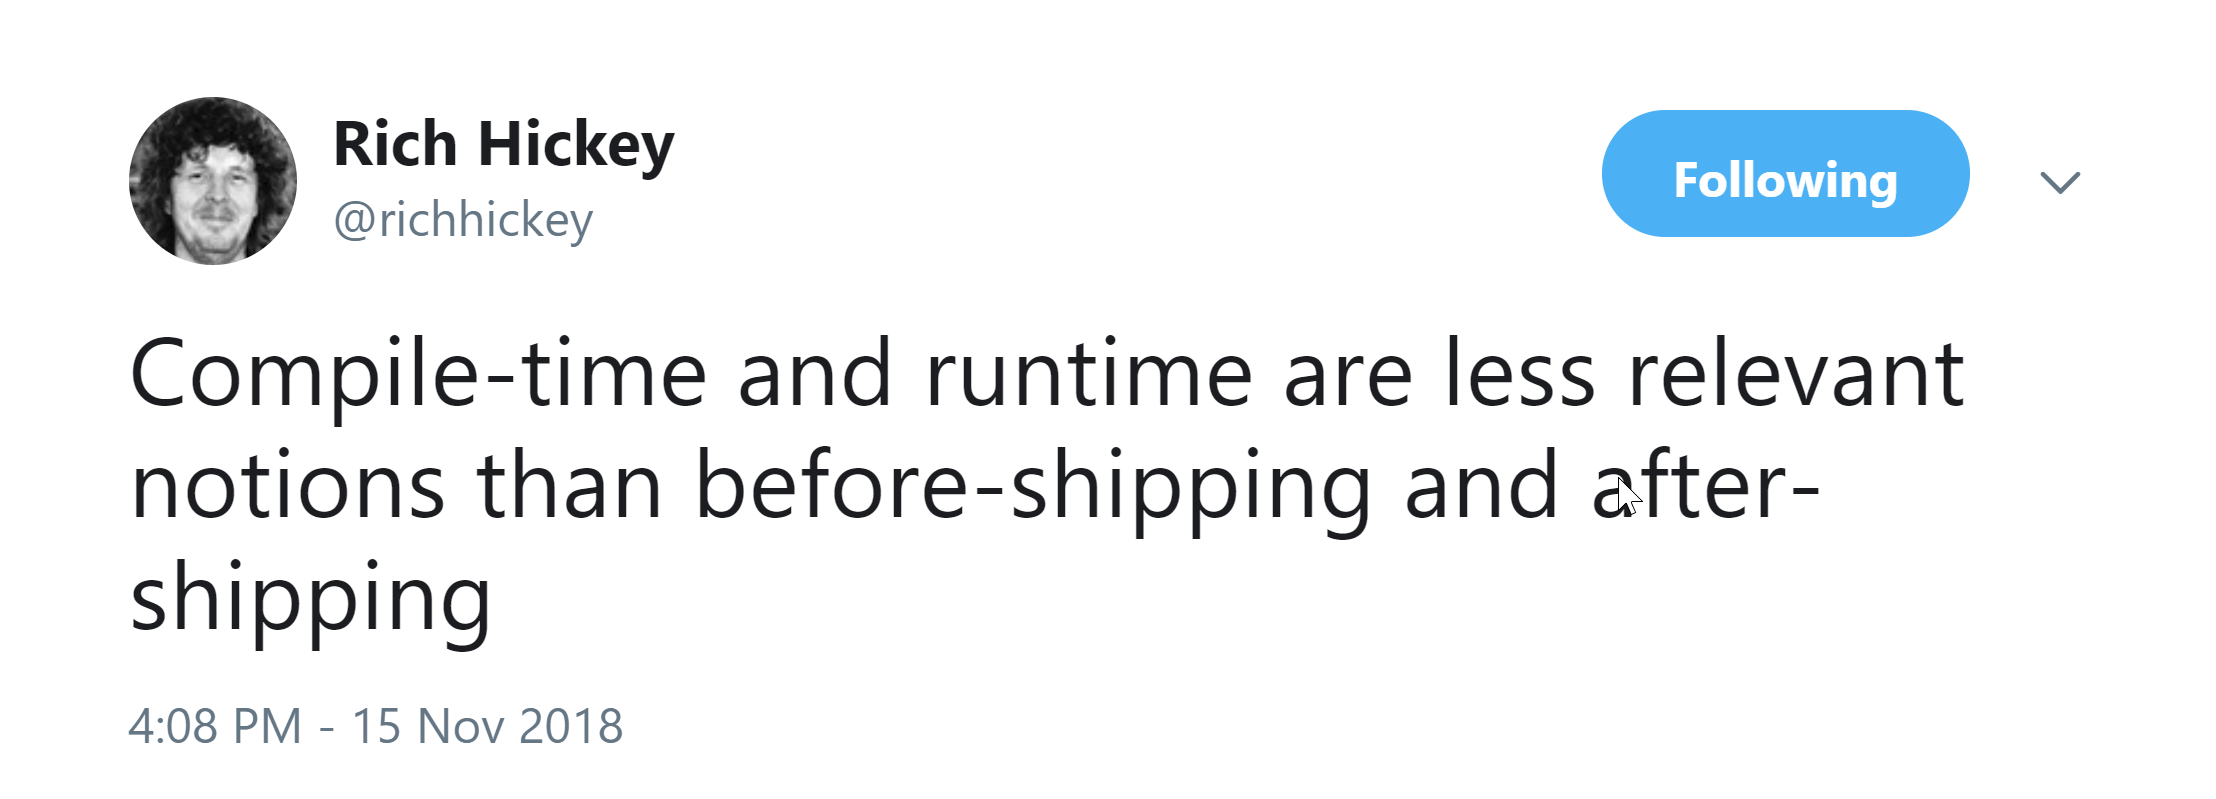 Rich Hickey
@richhickey
Following
Compile-time and runtime are less relevant
notions than before-shipping and after-
shipping
4:08 PM - 15 Nov 2018